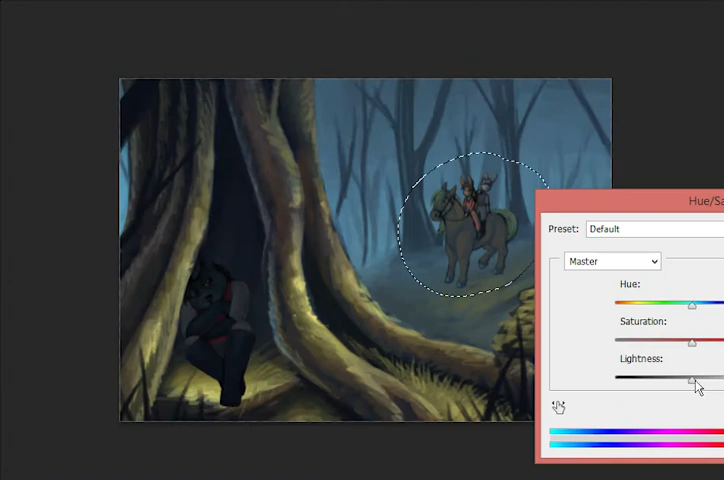 Hue/Sa
Preset: Default
Master
Hue:
Saturation:
Lightness: